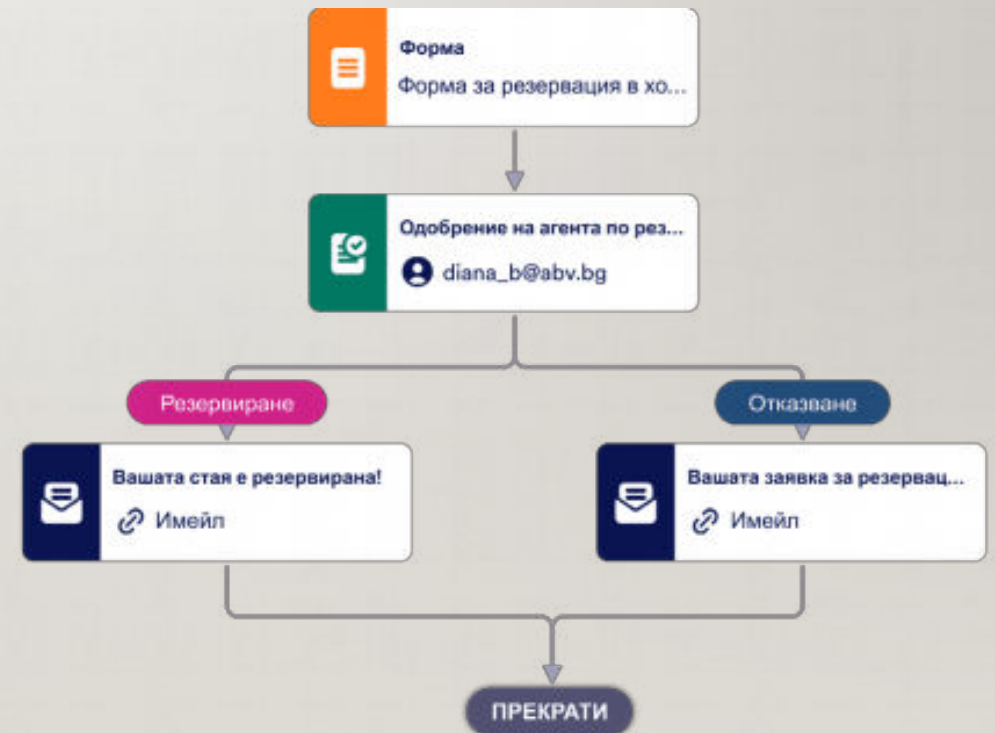 Форма
Форма за резервация в хо...
Одобрение на агента по рез...
diana_b@abv.bg
Резервиране
Отказване
Вашата стая е резервирана!
Имейл
Вашата заявка за резервац...
Имейл
ПРЕКРАТИ